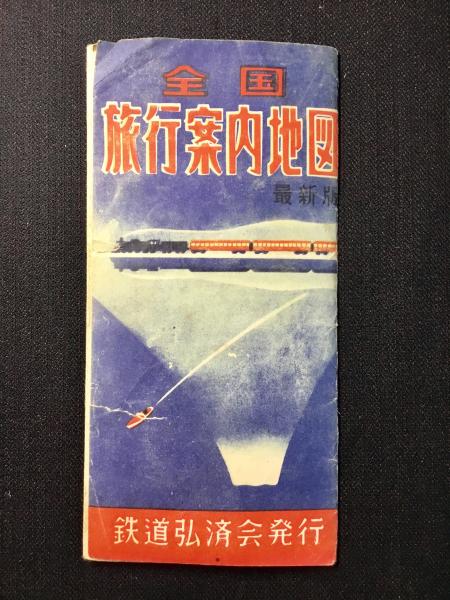 全国
旅行案内地図
最新版
鉄道弘済会発行